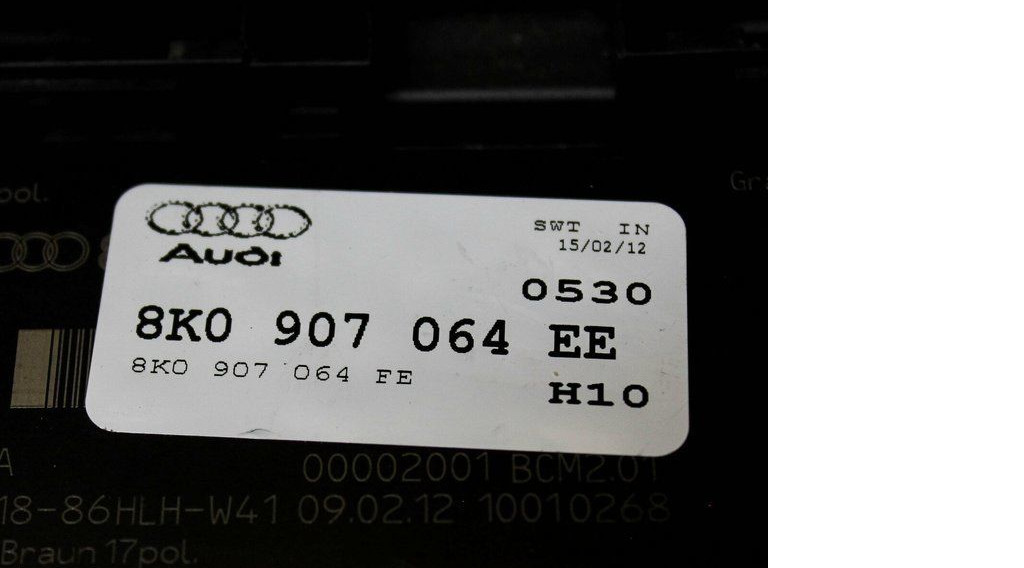 pol.
Audi
SWT IN
15/02/12
0530
8K0 907 064 EE
8K0 907 064 FE
H10
A
00002001 BCM2.01
18-86HLH-W41 09.02.12 10010268
Braun 17pol.